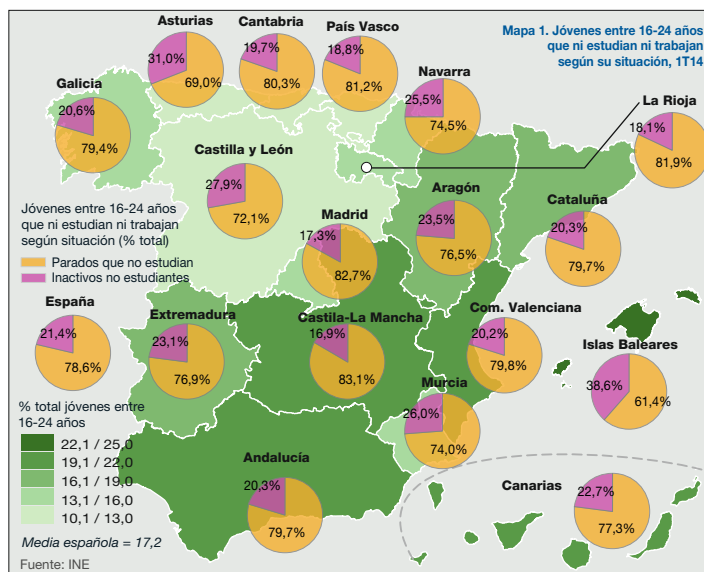 Mapa 1. Jóvenes entre 16-24 años
que ni estudian ni trabajan
según su situación, 1T14
Asturias
31,0%
69,0%
Cantabria
19,7%
80,3%
País Vasco
18,8%
81,2%
Navarra
25,5%
74,5%
La Rioja
18,1%
81,9%
Galicia
20,6%
79,4%
Castilla y León
27,9%
72,1%
Aragón
23,5%
76,5%
Cataluña
20,3%
79,7%
Madrid
17,3%
82,7%
Jóvenes entre 16-24 años
que ni estudian ni trabajan
según situación (% total)
Parados que no estudian
Inactivos no estudiantes
España
21,4%
78,6%
Extremadura
23,1%
76,9%
Castila-La Mancha
16,9%
83,1%
Com. Valenciana
20,2%
79,8%
Islas Baleares
38,6%
61,4%
Murcia
26,0%
74,0%
Andalucía
20,3%
79,7%
Canarias
22,7%
77,3%
% total jóvenes entre
16-24 años
22,1 / 25,0
19,1 / 22,0
16,1 / 19,0
13,1 / 16,0
10,1 / 13,0
Media española = 17,2
Fuente: INE